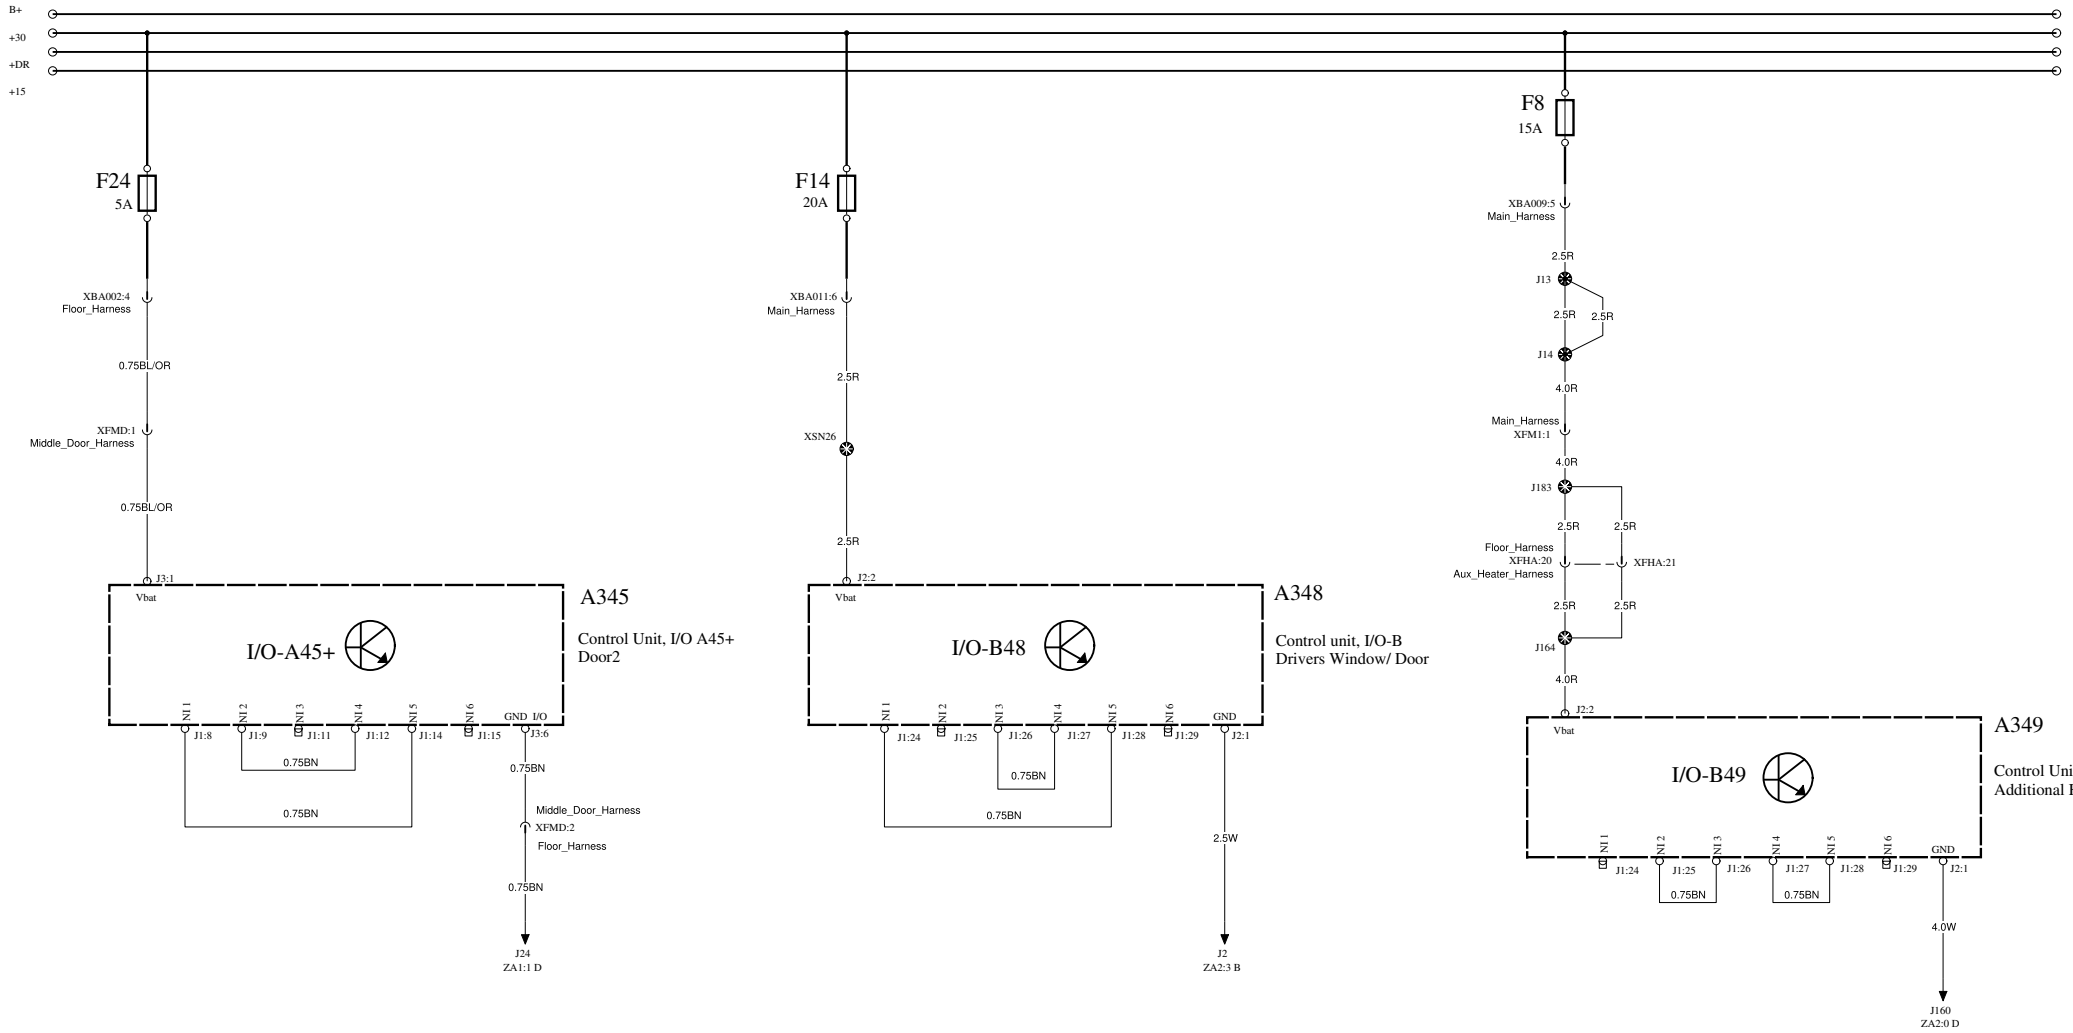 B+
+30
+DR
+15
F24
5A
XBA002:4
Floor_Harness
0.75BL/OR
XFMD:1
Middle_Door_Harness
0.75BL/OR
J3:1
Vbat
A345
I/O-A45+
Control Unit, I/O A45+
Door2
NI 1
NI 2
NI 3
NI 4
NI 5
NI 6
GND I/O
J1:8
J1:9
J1:11
J1:12
J1:14
J1:15
J3:6
0.75BN
0.75BN
0.75BN
Middle_Door_Harness
XFMD:2
Floor_Harness
0.75BN
J24
ZA1:1 D
F14
20A
XBA011:6
Main_Harness
2.5R
XSN26
2.5R
J2:2
Vbat
A348
I/O-B48
Control unit, I/O-B
Drivers Window/ Door
NI 1
NI 2
NI 3
NI 4
NI 5
NI 6
GND
J1:24
J1:25
J1:26
J1:27
J1:28
J1:29
J2:1
0.75BN
0.75BN
2.5W
J2
ZA2:3 B
F8
15A
XBA009:5
Main_Harness
2.5R
J13
2.5R
2.5R
J14
4.0R
Main_Harness
XFM1:1
4.0R
J183
2.5R
2.5R
Floor_Harness
XFHA:20
XFHA:21
Aux_Heater_Harness
2.5R
2.5R
J164
4.0R
J2:2
Vbat
A349
I/O-B49
Control Uni
Additional
NI 1
NI 2
NI 3
NI 4
NI 5
NI 6
GND
J1:24
J1:25
J1:26
J1:27
J1:28
J1:29
J2:1
0.75BN
0.75BN
4.0W
J160
ZA2:0 D